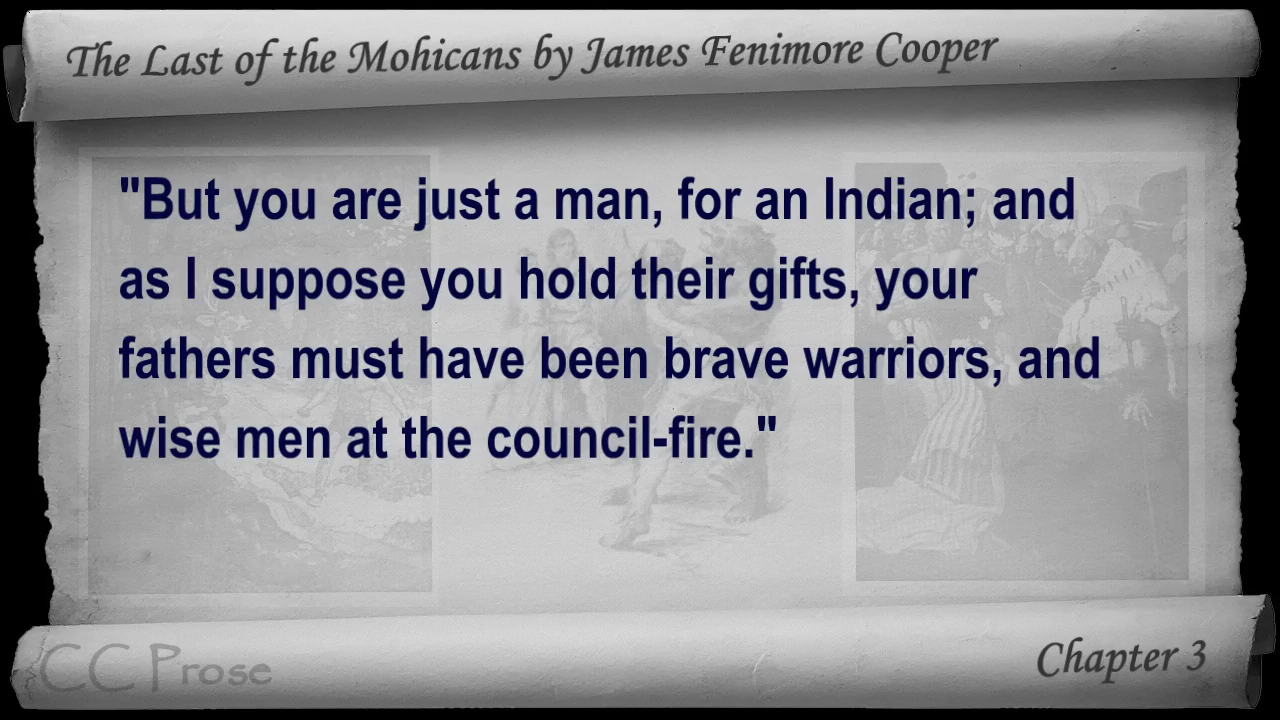 The Last of the Mohicans by James Fenimore Cooper
"But you are just a man, for an Indian; and
as I suppose you hold their gifts, your
fathers must have been brave warriors, and
wise men at the council-fire."
CC Prose
Chapter 3